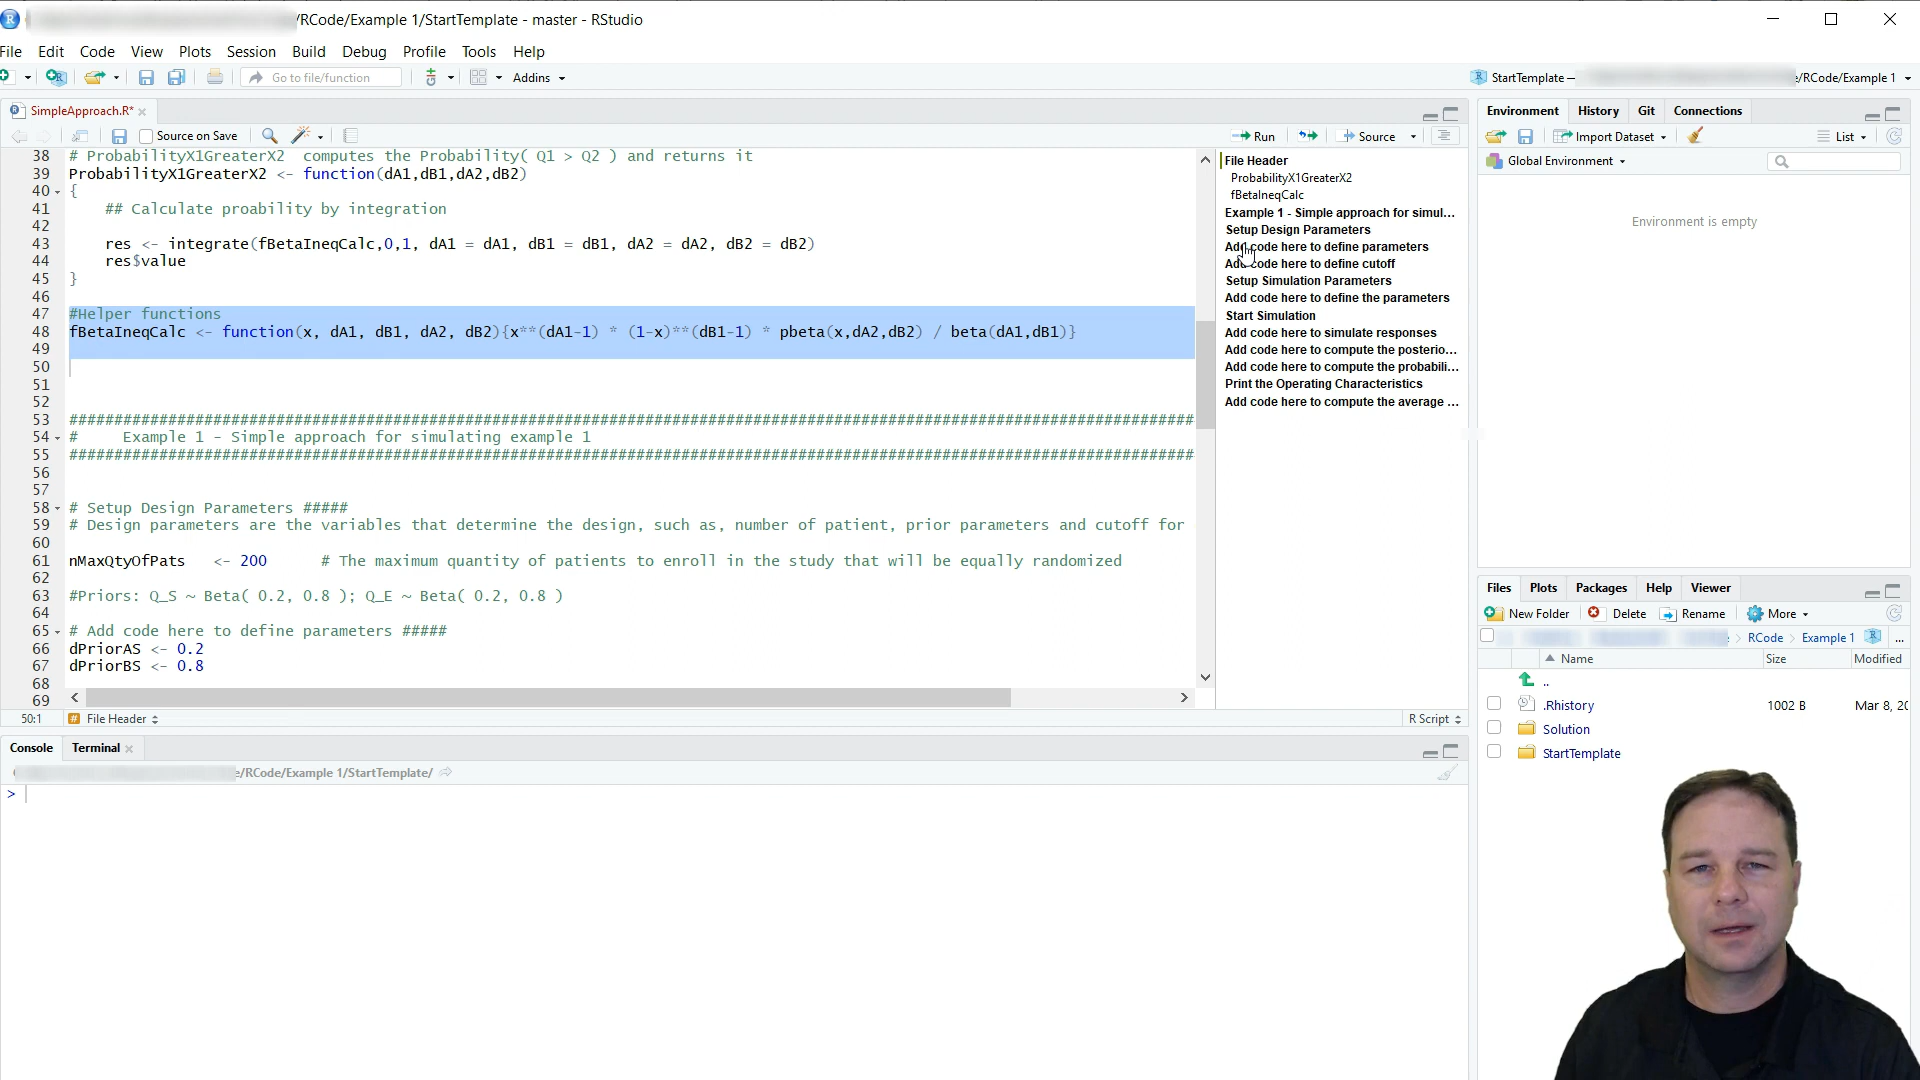 /RCode/Example 1/StartTemplate - master - RStudio
File Edit Code View Plots Session Build Debug Profile Tools Help
Go to file/function Addins
StartTemplate — /RCode/Example 1
SimpleApproach.R*
Source on Save Run Source
38 # ProbabilityX1GreaterX2  computes the Probability( Q1 > Q2 ) and returns it
39 ProbabilityX1GreaterX2 <- function(dA1,dB1,dA2,dB2)
40 {
41 ## Calculate proability by integration
42
43 res <- integrate(fBetaIneqCalc,0,1, dA1 = dA1, dB1 = dB1, dA2 = dA2, dB2 = dB2)
44 res$value
45 }
46
47 #Helper functions
48 fBetaIneqCalc <- function(x, dA1, dB1, dA2, dB2){x**(dA1-1) * (1-x)**(dB1-1) * pbeta(x,dA2,dB2) / beta(dA1,dB1)}
49
50
51
52
53 #############################################################################################################################
54 # Example 1 - Simple approach for simulating example 1
55 #############################################################################################################################
56
57
58 # Setup Design Parameters #####
59 # Design parameters are the variables that determine the design, such as, number of patient, prior parameters and cutoff for
60
61 nMaxQtyOfPats <- 200 # The maximum quantity of patients to enroll in the study that will be equally randomized
62
63 #Priors: Q_S ~ Beta( 0.2, 0.8 ); Q_E ~ Beta( 0.2, 0.8 )
64
65 # Add code here to define parameters #####
66 dPriorAS <- 0.2
67 dPriorBS <- 0.8
68
69
50:1 File Header R Script
File Header
ProbabilityX1GreaterX2
fBetaIneqCalc
Example 1 - Simple approach for simul...
Setup Design Parameters
Add code here to define parameters
Add code here to define cutoff
Setup Simulation Parameters
Add code here to define the parameters
Start Simulation
Add code here to simulate responses
Add code here to compute the posterio...
Add code here to compute the probabili...
Print the Operating Characteristics
Add code here to compute the average ...
Console Terminal
e/RCode/Example 1/StartTemplate/
>
Environment History Git Connections
Import Dataset List
Global Environment
Environment is empty
Files Plots Packages Help Viewer
New Folder Delete Rename More
RCode > Example 1 ...
Name Size Modified
..
.Rhistory 1002 B Mar 8, 20
Solution
StartTemplate